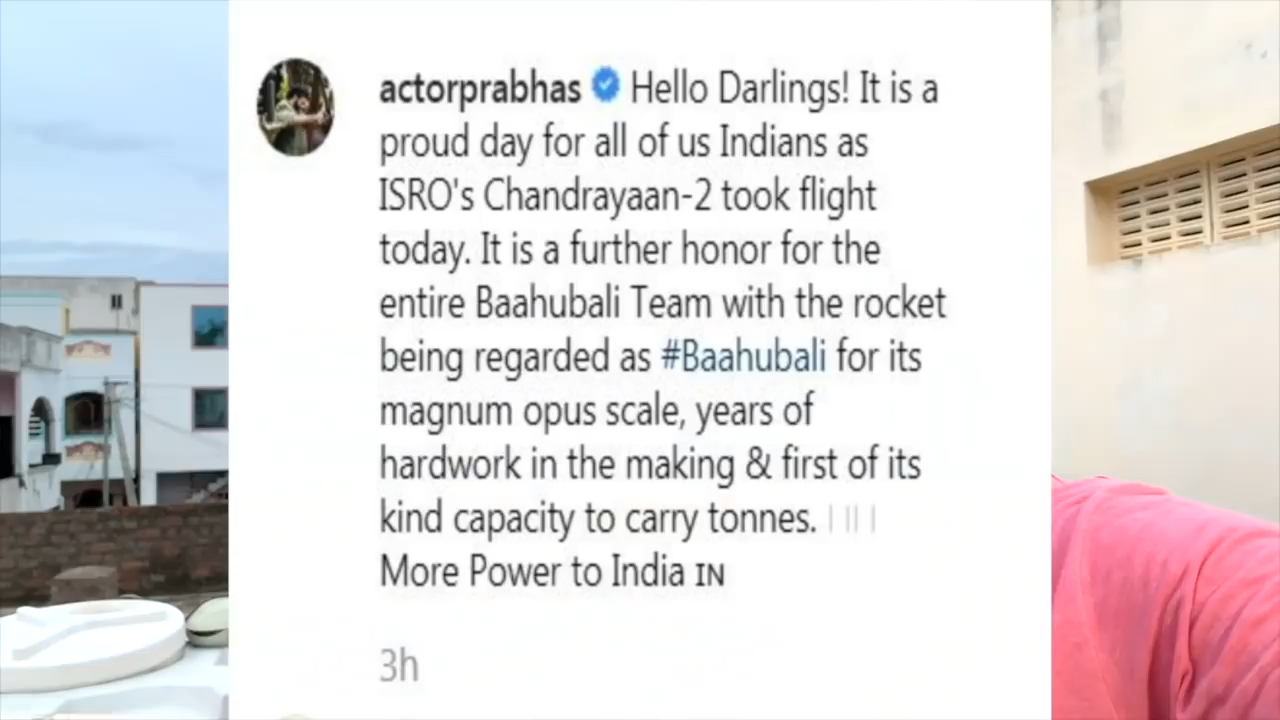 actorprabhas Hello Darlings! It is a
proud day for all of us Indians as
ISRO's Chandrayaan-2 took flight
today. It is a further honor for the
entire Baahubali Team with the rocket
being regarded as #Baahubali for its
magnum opus scale, years of
hardwork in the making & first of its
kind capacity to carry tonnes.
More Power to India IN
3h